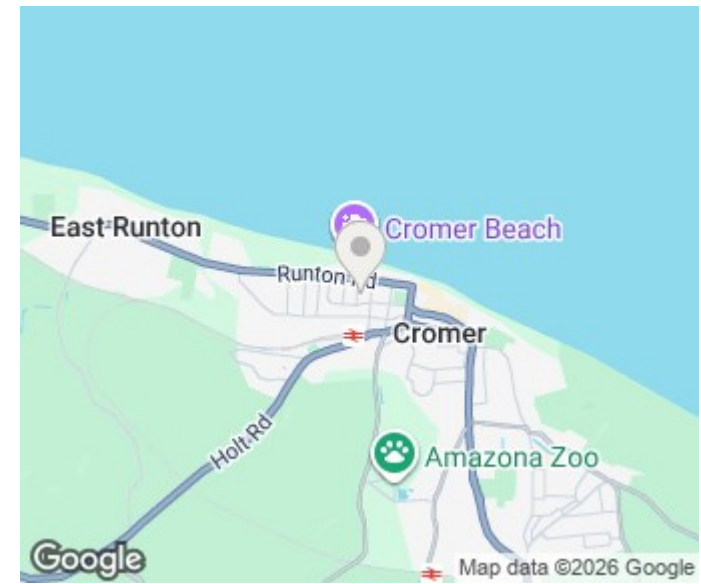 East Runton
Cromer Beach
Runton Rd
Cromer
Holt Rd
Amazona Zoo
Google
Map data ©2026 Google